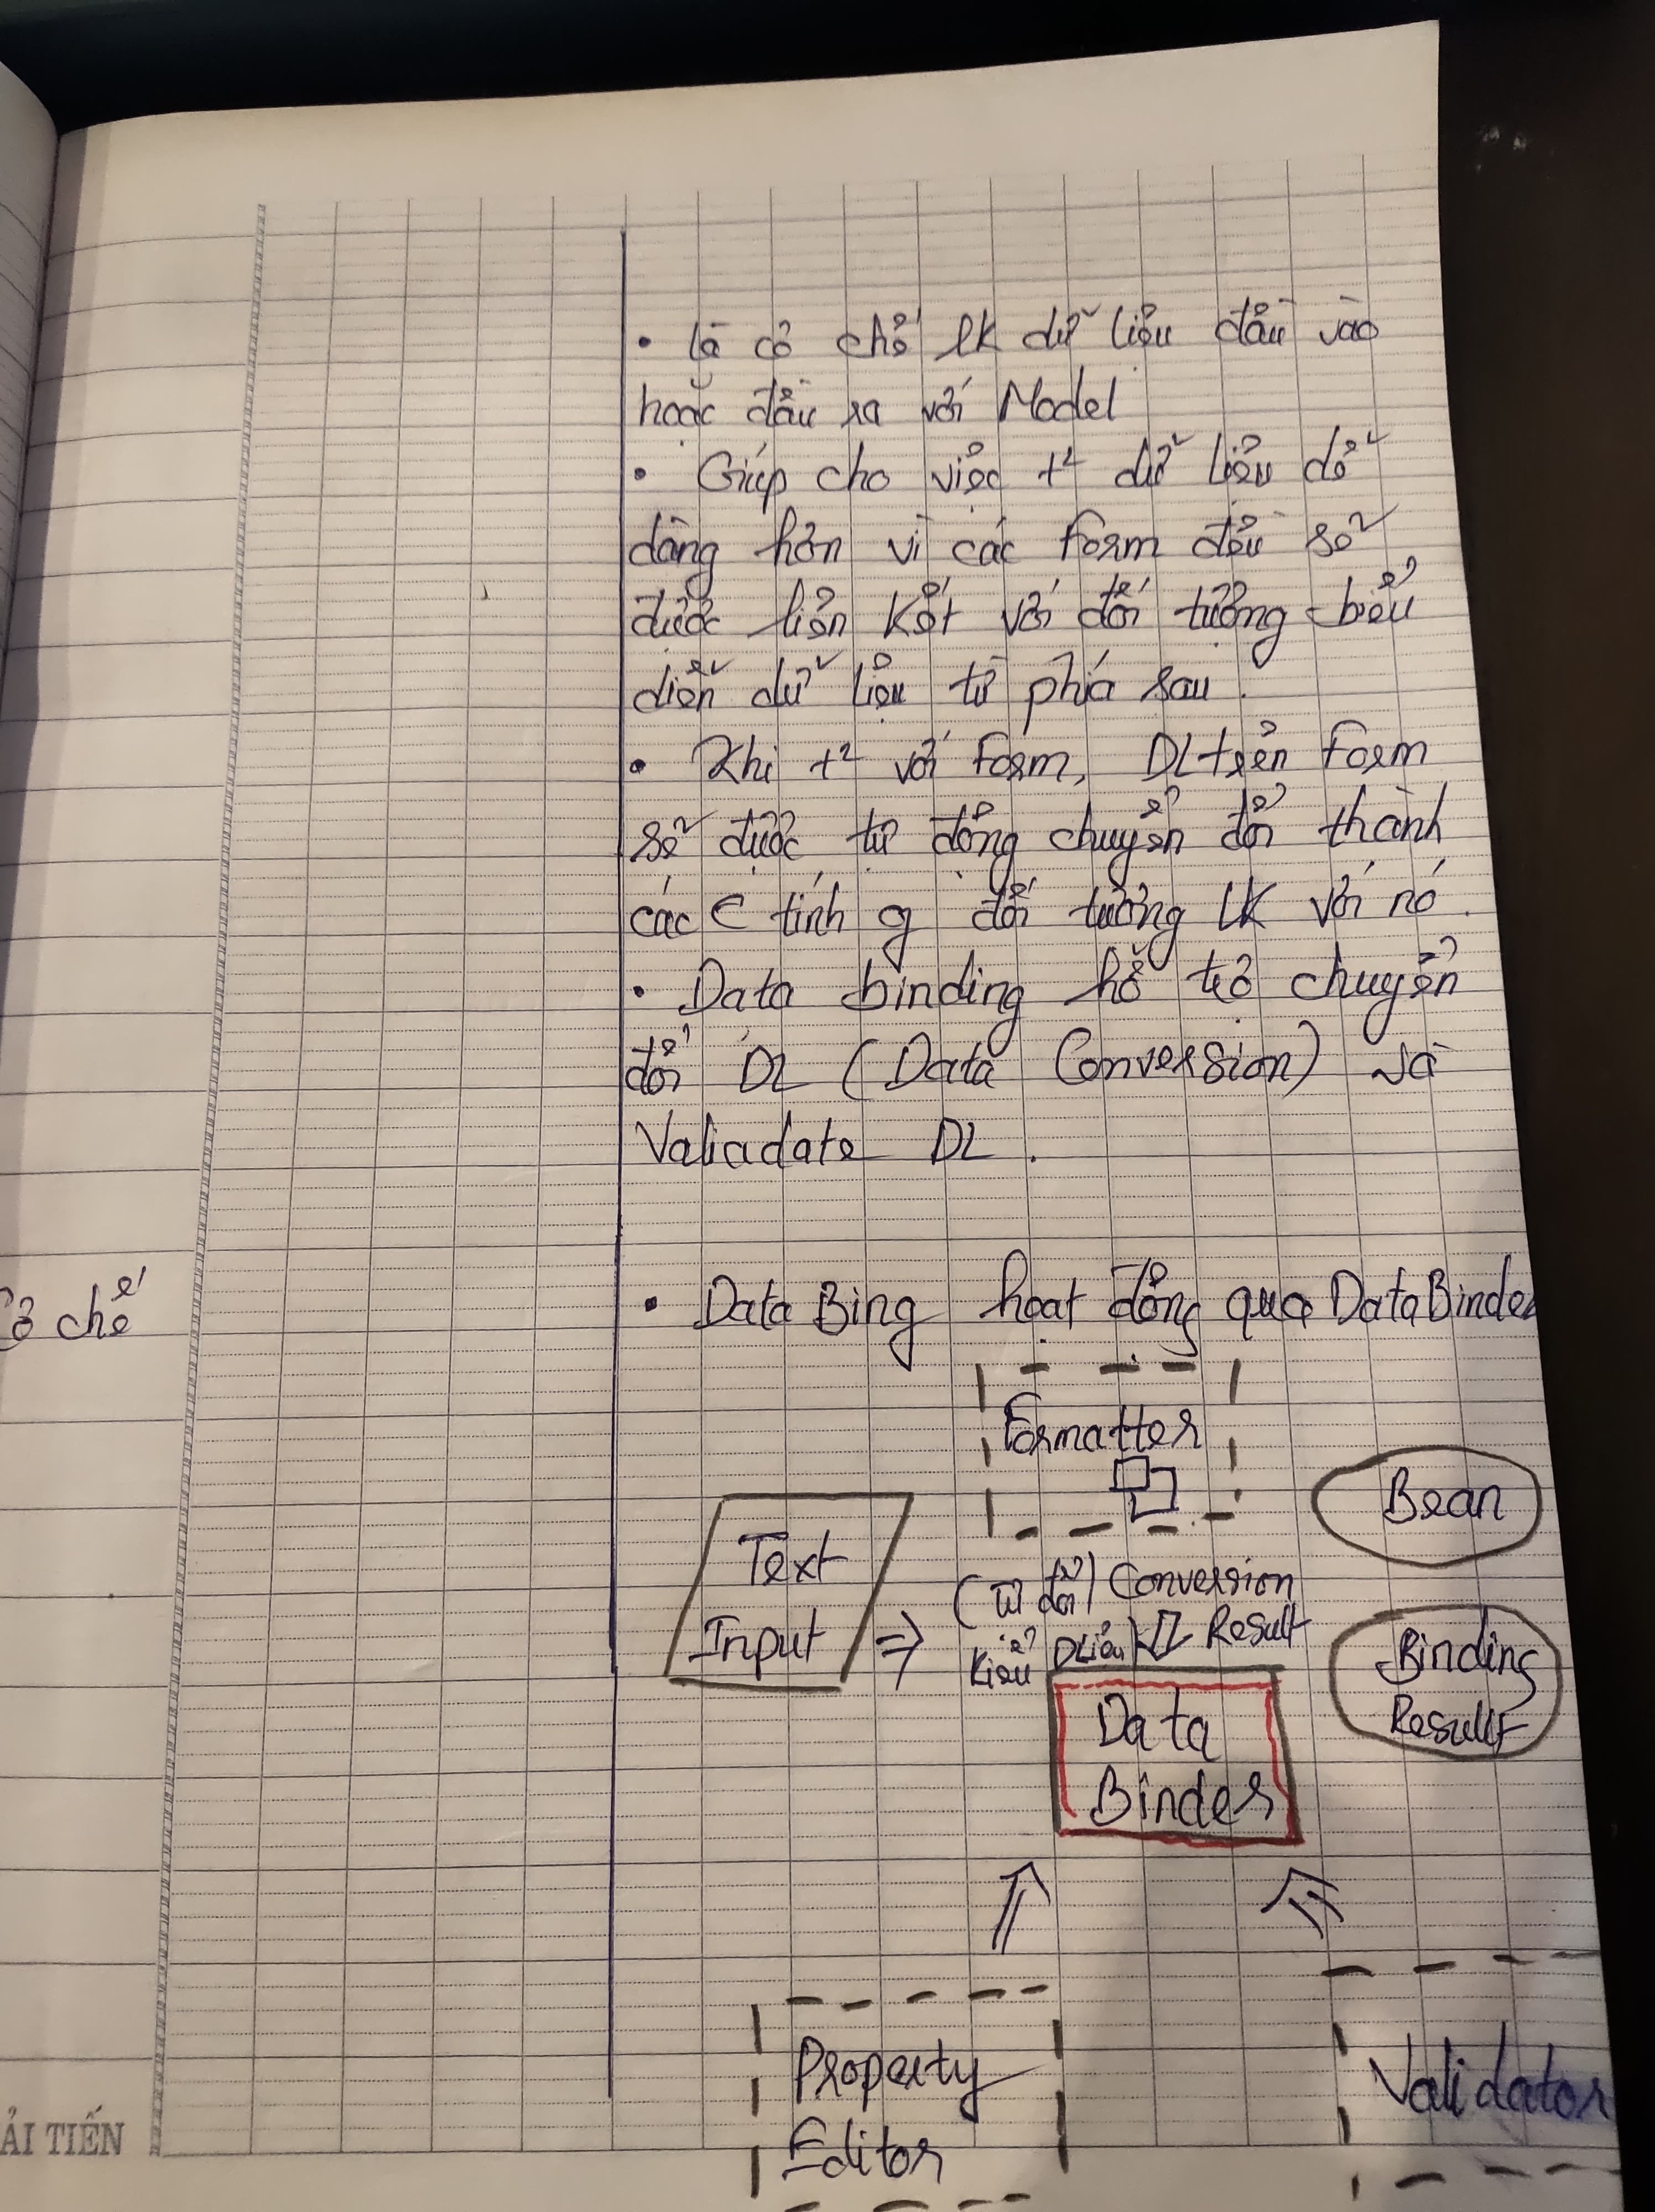 • là cơ chế lk dữ liệu đầu vào
hoặc đầu ra với Model
• Giúp cho việc t² dữ liệu dễ
dàng hơn vì các form đều sẽ
được liên kết với đối tượng biểu
diễn dữ liệu từ phía sau.
• Khi t² với Form, DL trên Form
sẽ được tự động chuyển đổi thành
các € tính g đối tượng lk với nó.
• Data binding hỗ trợ chuyển
đổi DL (Data Conversion) và
Valiadate DL.
Cơ chế
• Data Bing hoạt động qua DataBinder
Formatter
Bean
Text
Input ⇒
(Tự đổi) Conversion
kiểu Dliệu Result
Binding
Result
Data
Binder
Property
Editor
Validator
ẢI TIẾN